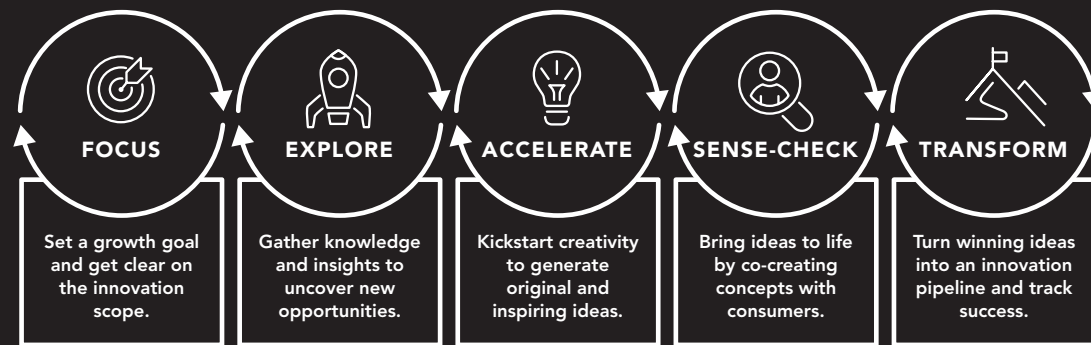 FOCUS
Set a growth goal
and get clear on
the innovation
scope.
EXPLORE
Gather knowledge
and insights to
uncover new
opportunities.
ACCELERATE
Kickstart creativity
to generate
original and
inspiring ideas.
SENSE-CHECK
Bring ideas to life
by co-creating
concepts with
consumers.
TRANSFORM
Turn winning ideas
into an innovation
pipeline and track
success.